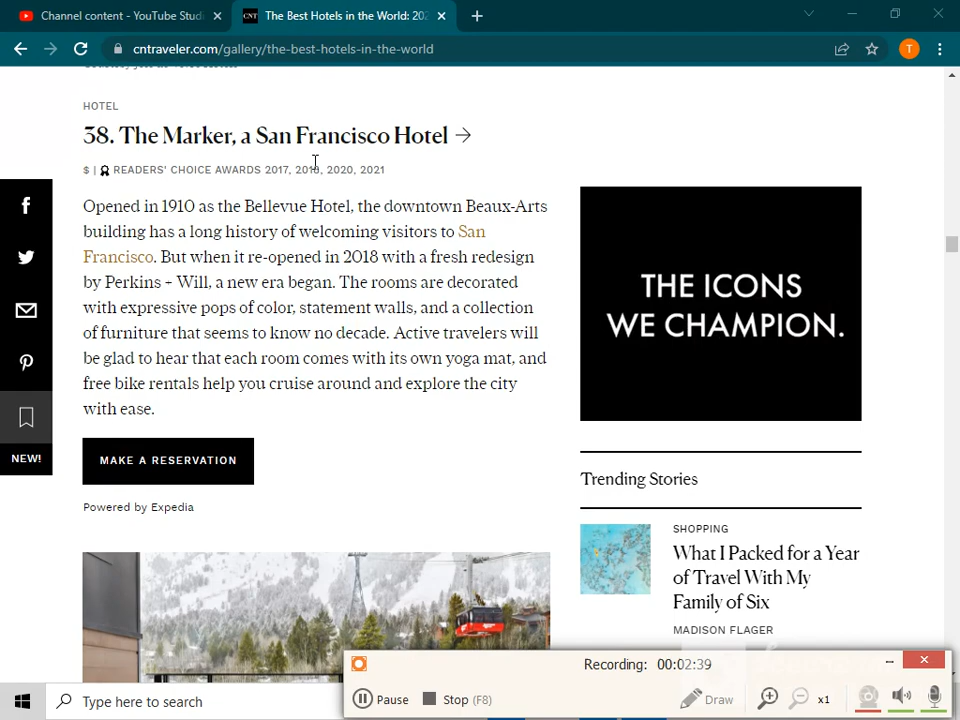 Channel content - YouTube Stud
The Best Hotels in the World: 202
cntraveler.com/gallery/the-best-hotels-in-the-world
T
HOTEL
38. The Marker, a San Francisco Hotel →
$ | READERS' CHOICE AWARDS 2017, 2018, 2020, 2021
Opened in 1910 as the Bellevue Hotel, the downtown Beaux-Arts
building has a long history of welcoming visitors to San
Francisco. But when it re-opened in 2018 with a fresh redesign
by Perkins + Will, a new era began. The rooms are decorated
with expressive pops of color, statement walls, and a collection
of furniture that seems to know no decade. Active travelers will
be glad to hear that each room comes with its own yoga mat, and
free bike rentals help you cruise around and explore the city
with ease.
MAKE A RESERVATION
Powered by Expedia
NEW!
THE ICONS
WE CHAMPION.
Trending Stories
SHOPPING
What I Packed for a Year
of Travel With My
Family of Six
MADISON FLAGER
Recording: 00:02:39
Pause
Stop (F8)
Draw
x1
Type here to search